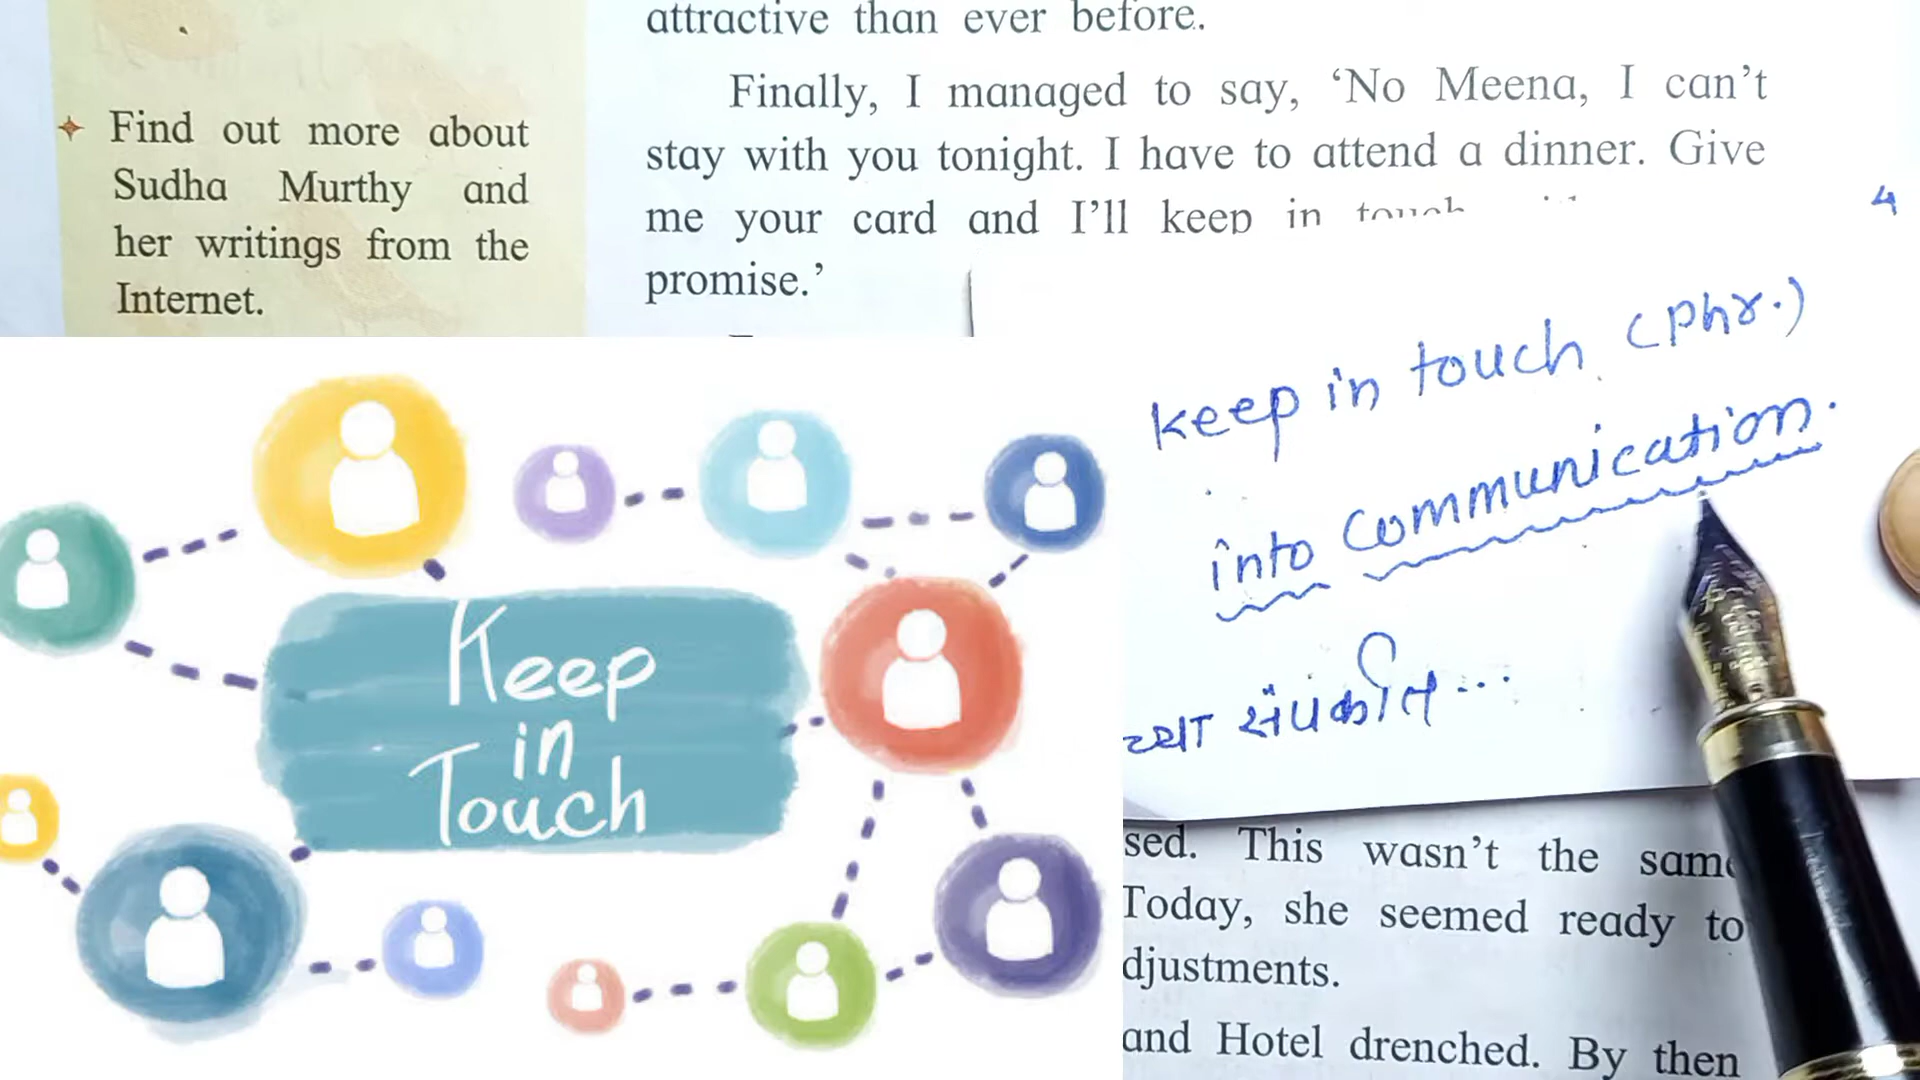 attractive than ever before.
Finally, I managed to say, ‘No Meena, I can’t
stay with you tonight. I have to attend a dinner. Give
me your card and I’ll keep in touch
promise.’
Find out more about
Sudha Murthy and
her writings from the
Internet.
4
keep in touch (Phr.)
into communication.
Keep
in
Touch
sed. This wasn’t the same
Today, she seemed ready to
djustments.
and Hotel drenched. By then